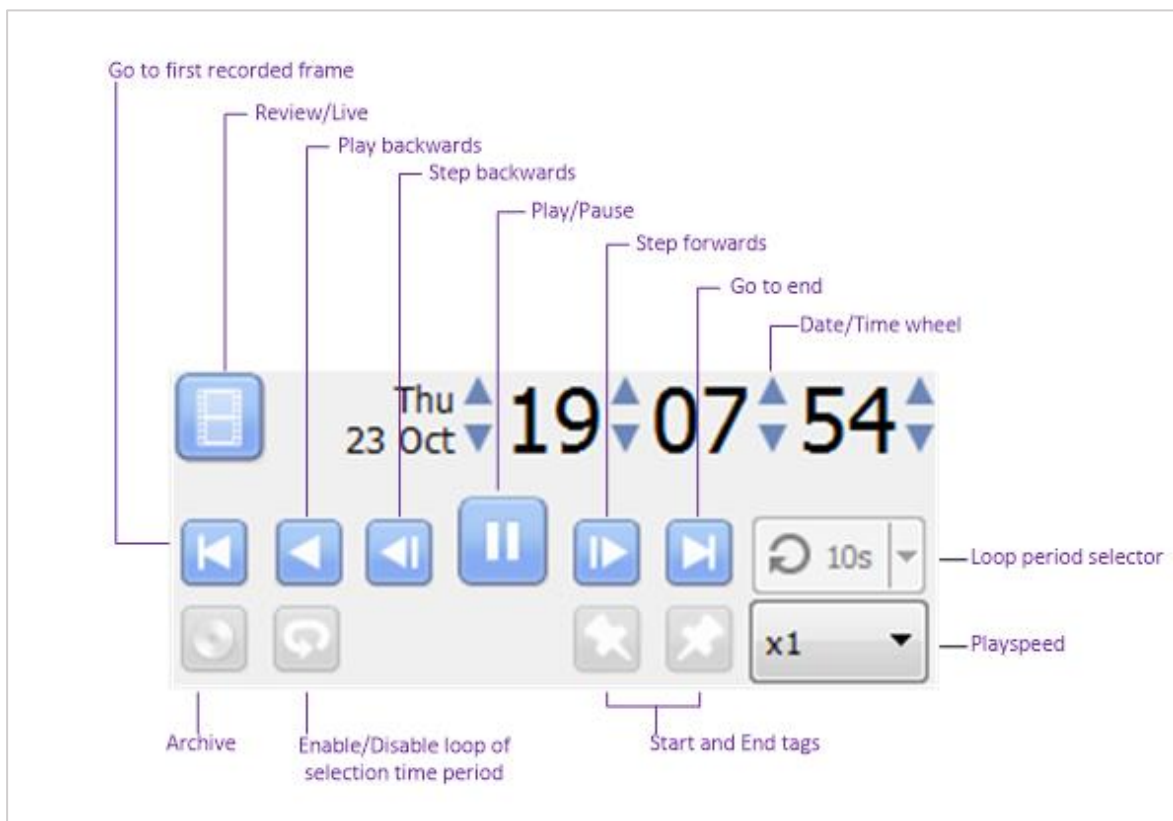 Go to first recorded frame
Review/Live
Play backwards
Step backwards
Play/Pause
Step forwards
Go to end
Date/Time wheel
Thu
23 Oct
19 07 54
10s
Loop period selector
x1
Playspeed
Archive
Enable/Disable loop of
selection time period
Start and End tags